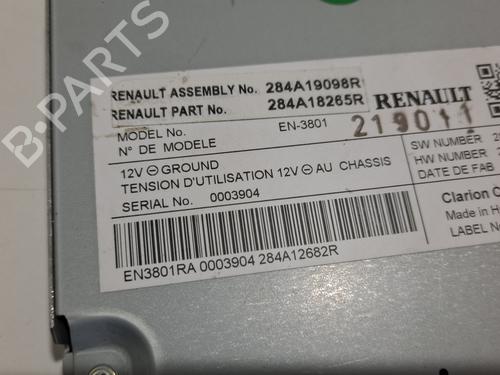 RENAULT ASSEMBLY No. 284A19098R
RENAULT PART No. 284A18265R
RENAULT
MODEL No.
N° DE MODELE
EN-3801
219011
12V ⊖ GROUND
TENSION D'UTILISATION 12V ⊖ AU CHASSIS
SERIAL No. 0003904
SW NUMBER
HW NUMBER
DATE DE FAB
EN3801RA 0003904 284A12682R
Clarion C
Made in H
LABEL No
B-PARTS